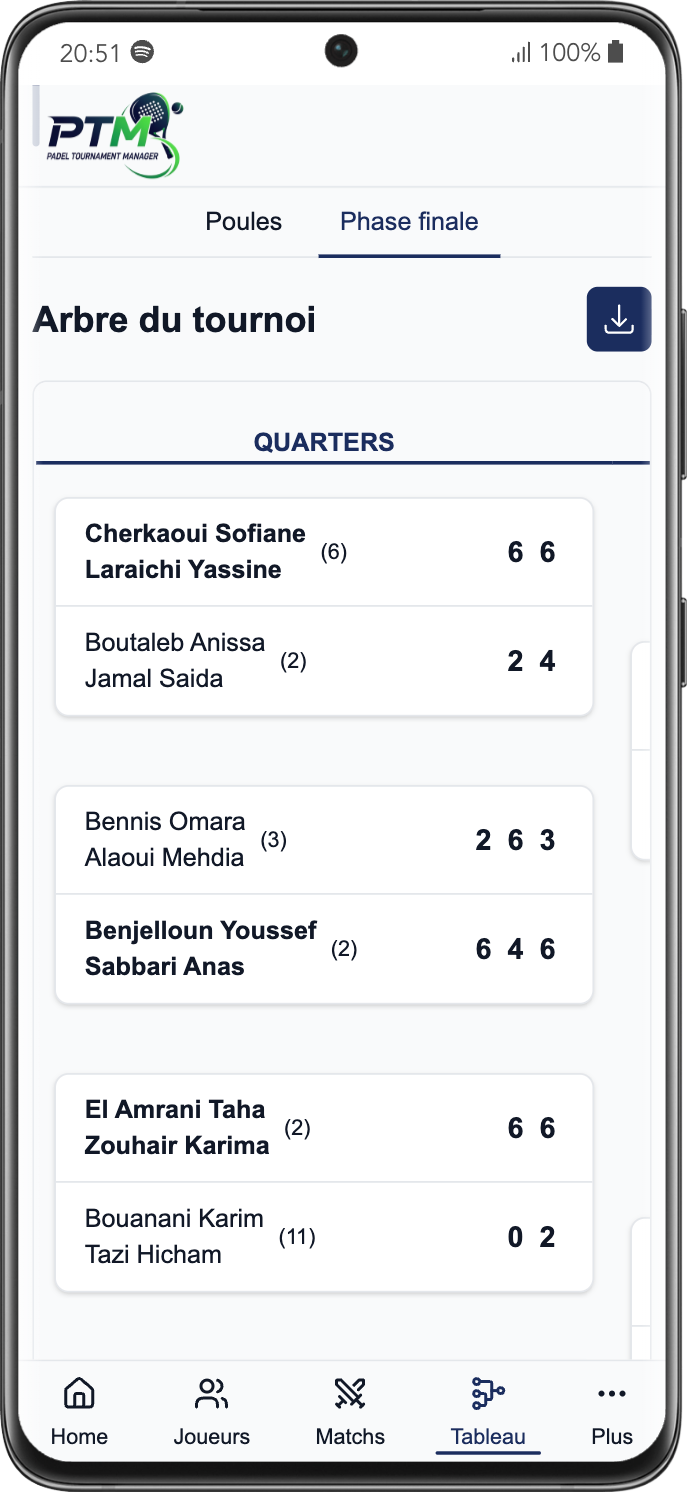 20:51
100%
PTM
PADEL TOURNAMENT MANAGER
Poules
Phase finale
Arbre du tournoi
QUARTERS
Cherkaoui Sofiane
Laraichi Yassine
(6)
6 6
Boutaleb Anissa
Jamal Saida
(2)
2 4
Bennis Omara
Alaoui Mehdia
(3)
2 6 3
Benjelloun Youssef
Sabbari Anas
(2)
6 4 6
El Amrani Taha
Zouhair Karima
(2)
6 6
Bouanani Karim
Tazi Hicham
(11)
0 2
Home
Joueurs
Matchs
Tableau
Plus